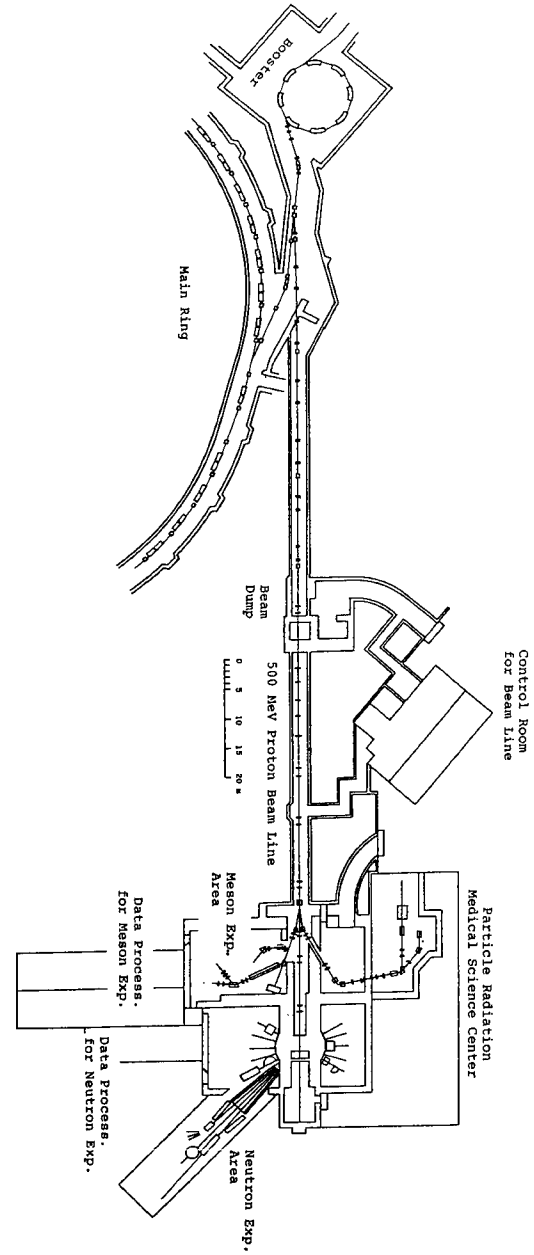 Booster
Main Ring
Beam
Dump
500 MeV Proton Beam Line
0 5 10 15 20 m
Control Room
for Beam Line
Meson Exp.
Area
Data Process.
for Meson Exp.
Particle Radiation
Medical Science Center
Data Process.
for Neutron Exp.
Neutron Exp.
Area